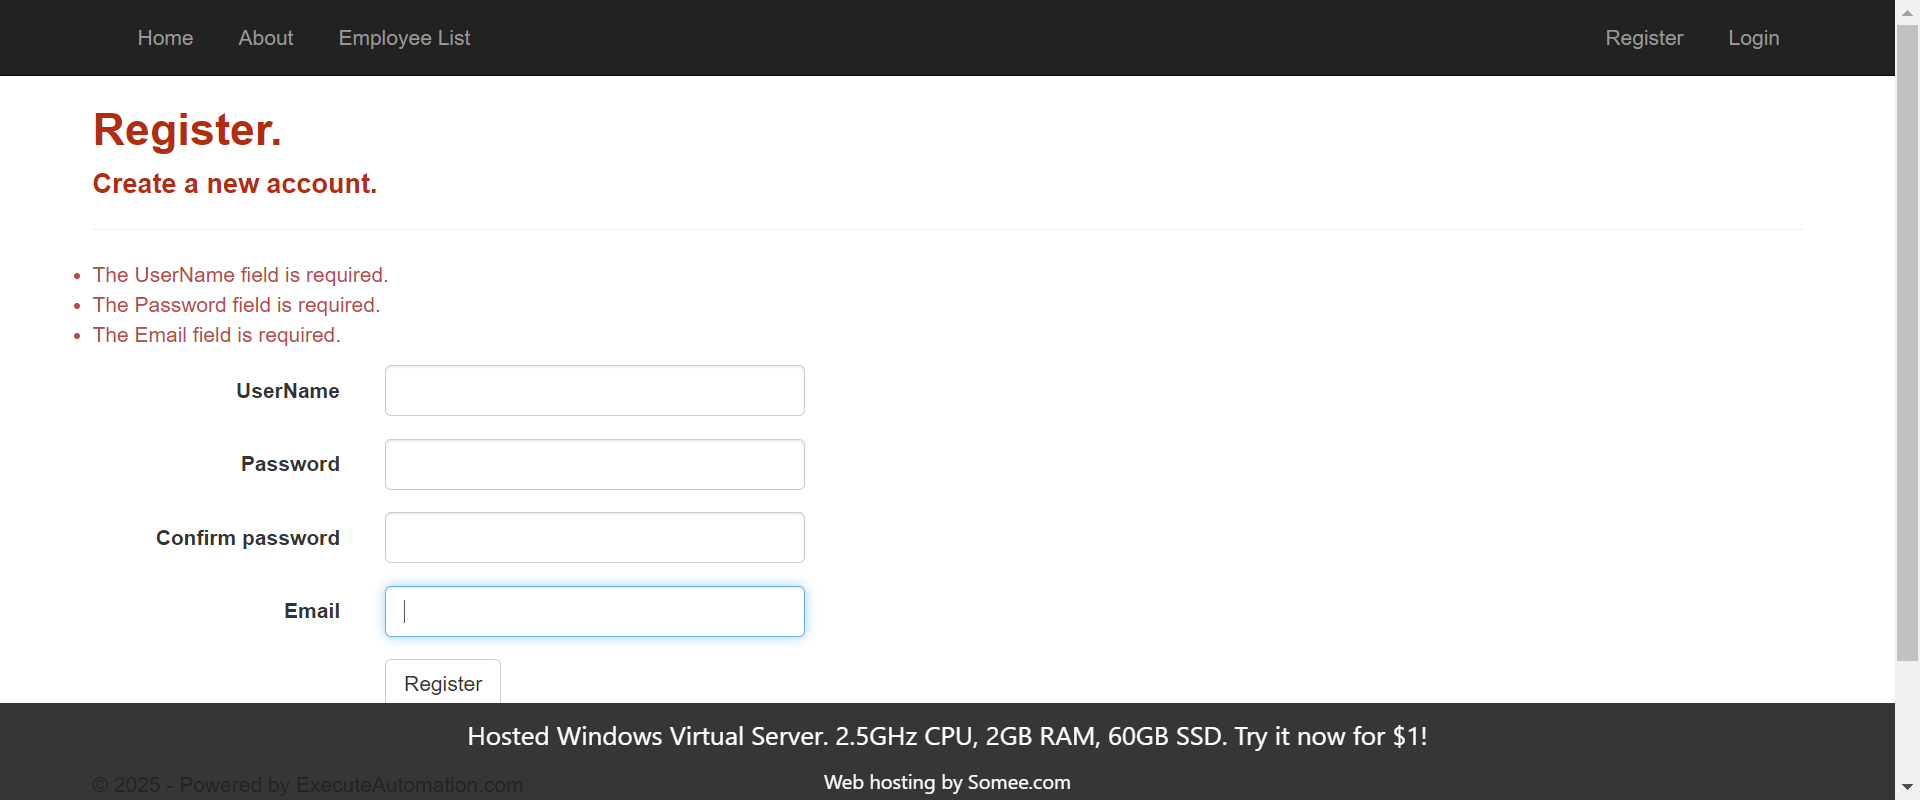 Home About Employee List Register Login
Register.
Create a new account.
The UserName field is required.
The Password field is required.
The Email field is required.
UserName
Password
Confirm password
Email
Register
Hosted Windows Virtual Server. 2.5GHz CPU, 2GB RAM, 60GB SSD. Try it now for $1!
Web hosting by Somee.com
© 2025 - Powered by ExecuteAutomation.com